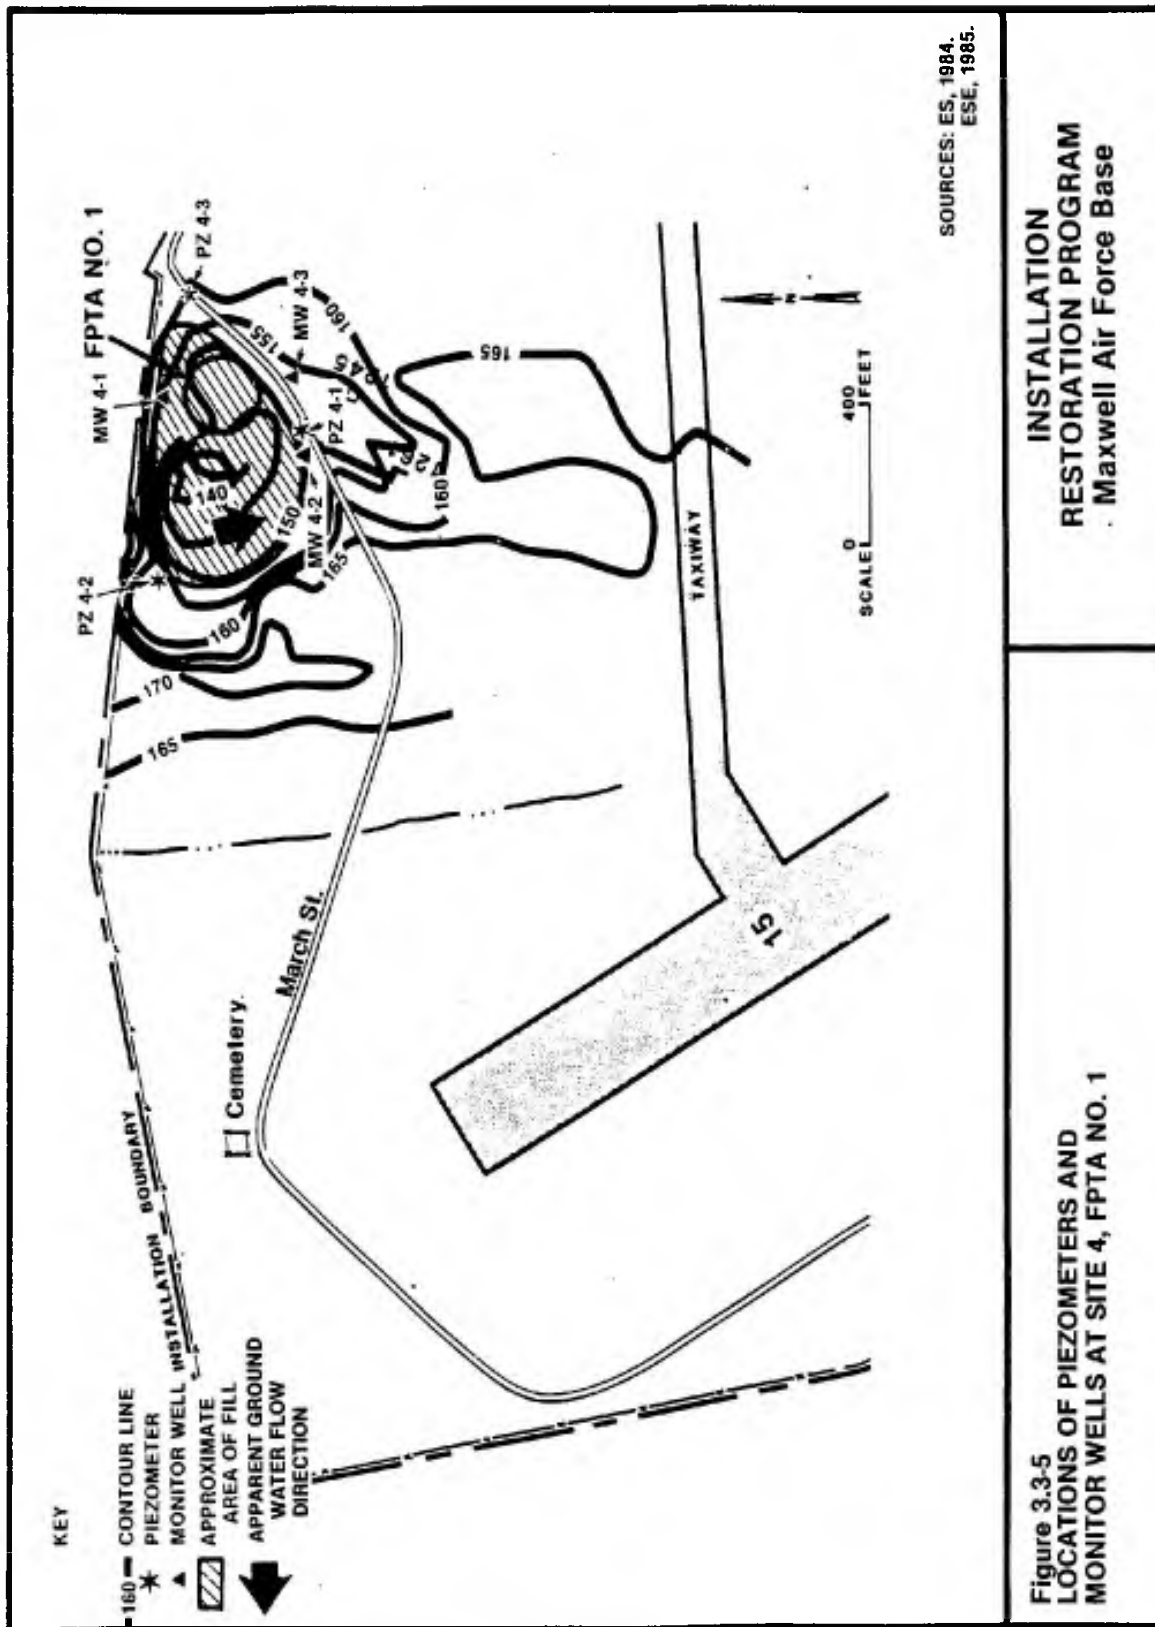 KEY
160 CONTOUR LINE
PIEZOMETER
MONITOR WELL
APPROXIMATE
AREA OF FILL
APPARENT GROUND
WATER FLOW
DIRECTION
INSTALLATION BOUNDARY
Cemetery
March St.
165
170
160
165
PZ 4-2
MW 4-1
FPTA NO. 1
PZ 4-3
MW 4-3
PZ 4-1
MW 4-2
140
150
155
160
160
165
TAXIWAY
15
N
0 400
SCALE FEET
SOURCES: ES, 1984.
ESE, 1985.
Figure 3.3-5
LOCATIONS OF PIEZOMETERS AND
MONITOR WELLS AT SITE 4, FPTA NO. 1
INSTALLATION
RESTORATION PROGRAM
Maxwell Air Force Base